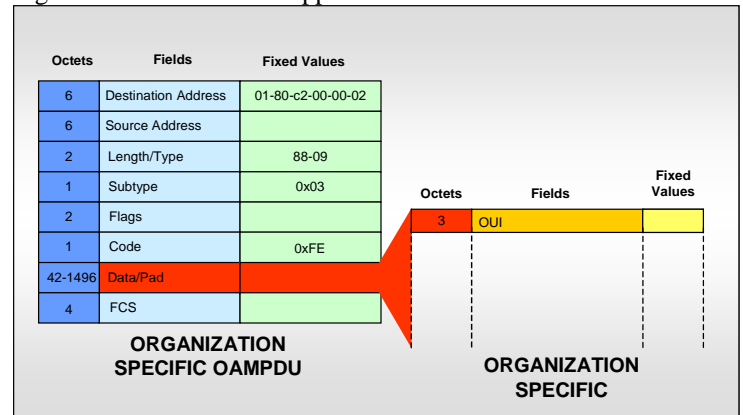 Octets Fields Fixed Values
6 Destination Address 01-80-c2-00-00-02
6 Source Address
2 Length/Type 88-09
1 Subtype 0x03
2 Flags
1 Code 0xFE
42-1496 Data/Pad
4 FCS
ORGANIZATION
SPECIFIC OAMPDU
Octets Fields Fixed
Values
3 OUI
ORGANIZATION
SPECIFIC